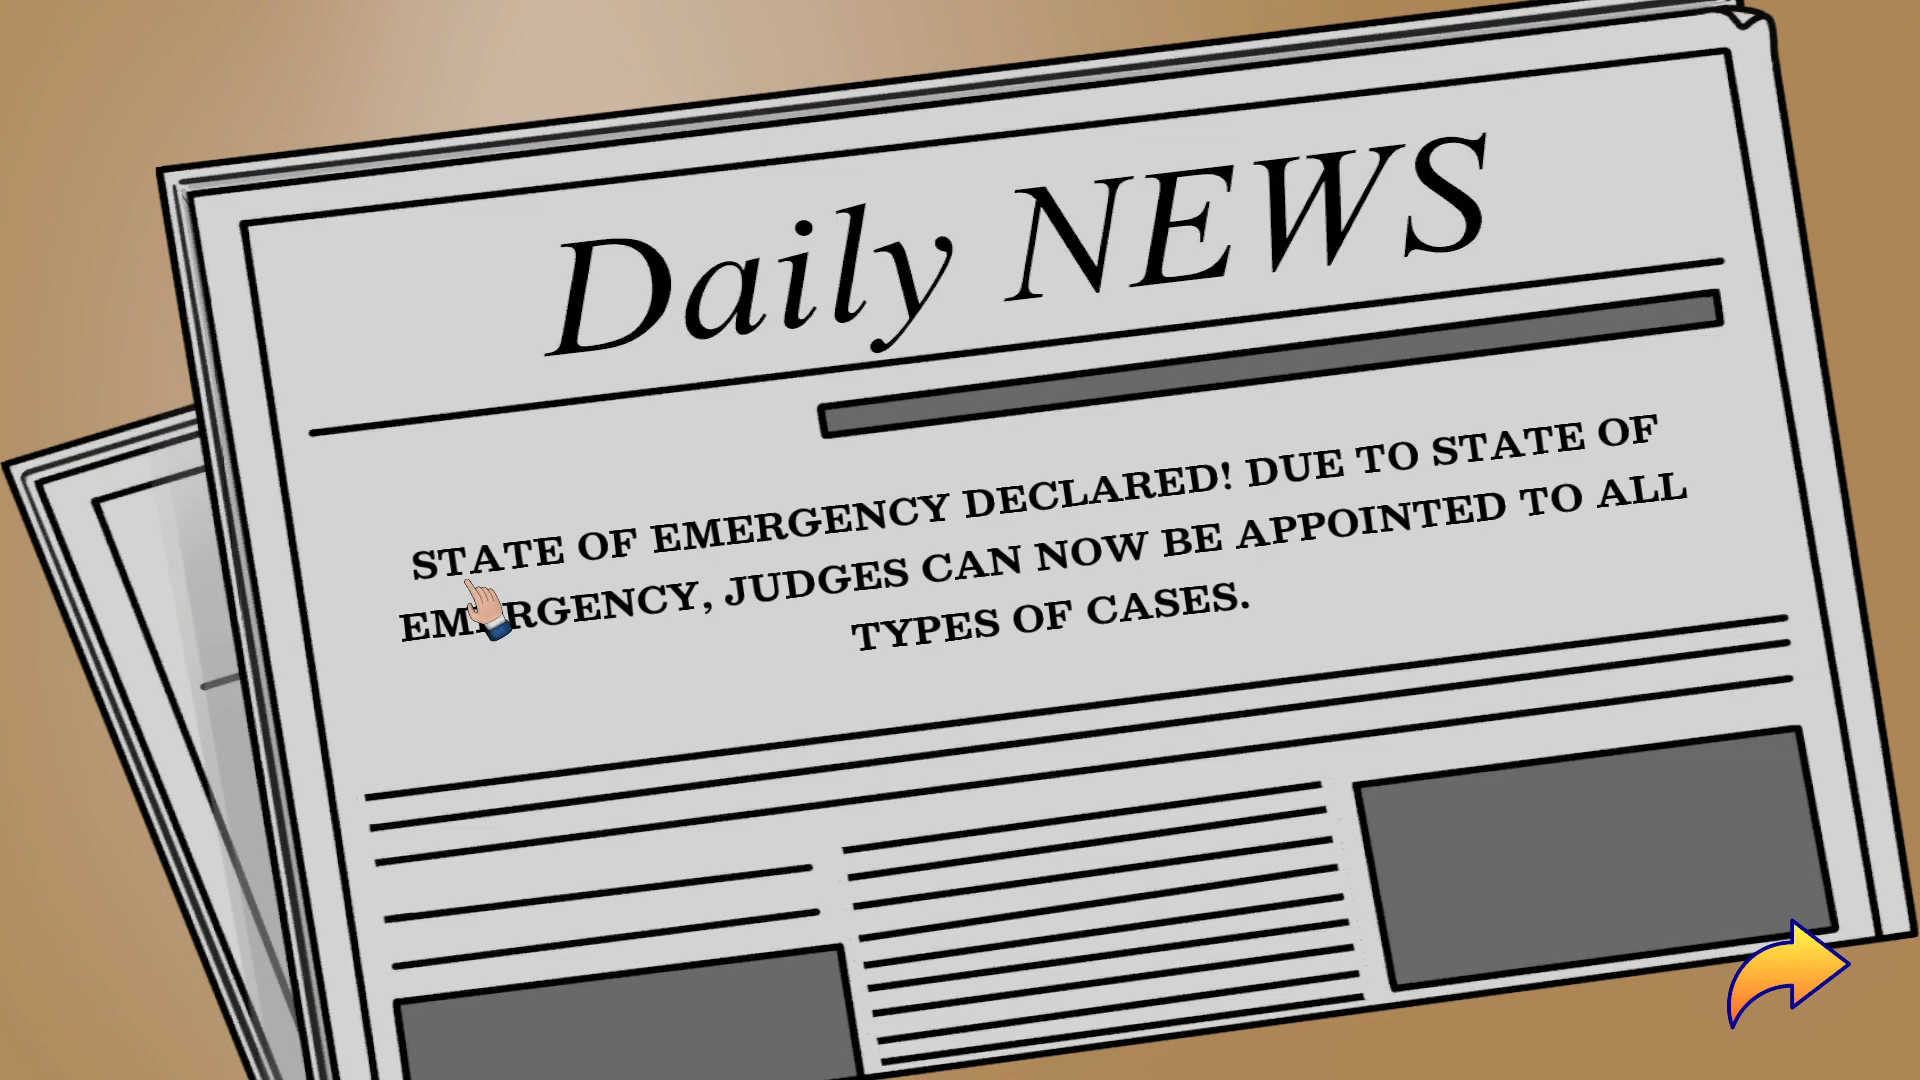 Daily NEWS
STATE OF EMERGENCY DECLARED! DUE TO STATE OF
EMERGENCY, JUDGES CAN NOW BE APPOINTED TO ALL
TYPES OF CASES.